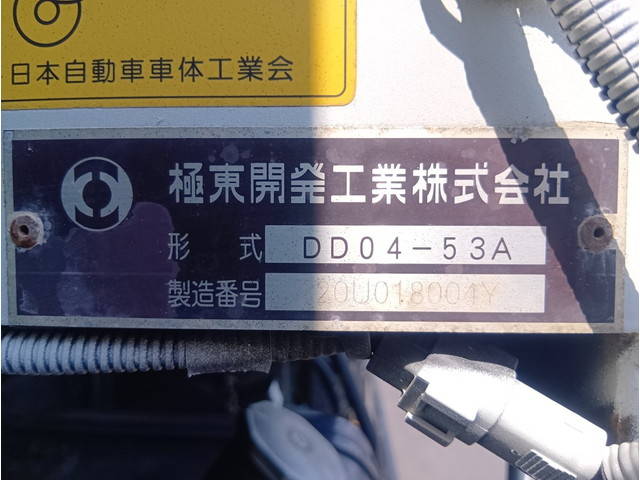 日本自動車車体工業会
極東開発工業株式会社
形式 DD04-53A
製造番号 20U018004Y